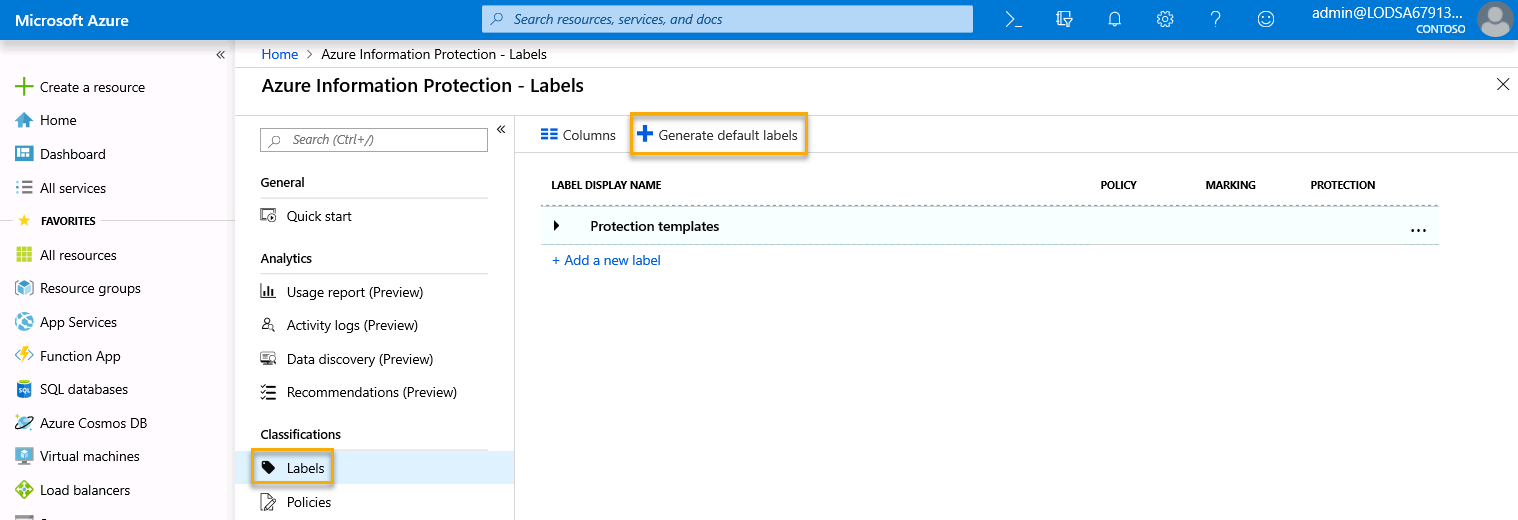 Microsoft Azure
Search resources, services, and docs
admin@LODSA67913...
CONTOSO
Create a resource
Home
Dashboard
All services
FAVORITES
All resources
Resource groups
App Services
Function App
SQL databases
Azure Cosmos DB
Virtual machines
Load balancers
Home > Azure Information Protection - Labels
Azure Information Protection - Labels
Search (Ctrl+/)
General
Quick start
Analytics
Usage report (Preview)
Activity logs (Preview)
Data discovery (Preview)
Recommendations (Preview)
Classifications
Labels
Policies
Columns
Generate default labels
LABEL DISPLAY NAME POLICY MARKING PROTECTION
Protection templates ...
+ Add a new label